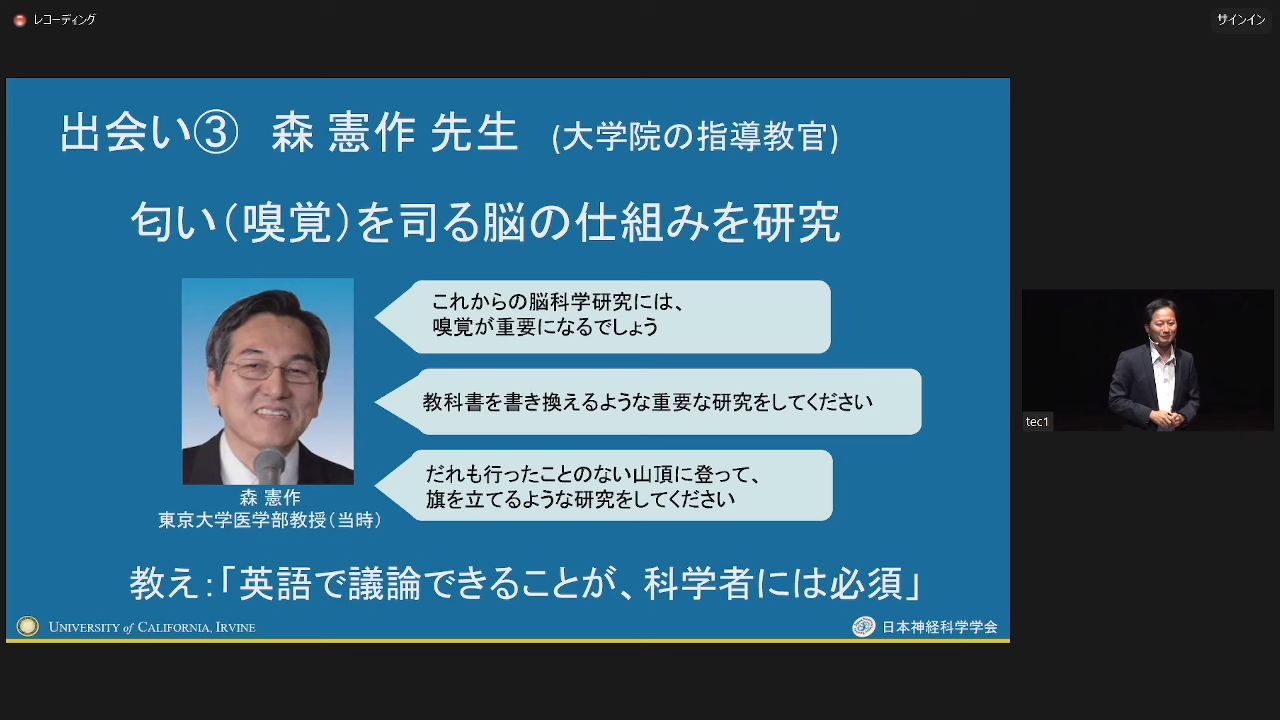 レコーディング
サインイン
出会い③ 森 憲作 先生 (大学院の指導教官)
匂い(嗅覚)を司る脳の仕組みを研究
これからの脳科学研究には、
嗅覚が重要になるでしょう
教科書を書き換えるような重要な研究をしてください
だれも行ったことのない山頂に登って、
旗を立てるような研究をしてください
森 憲作
東京大学医学部教授(当時)
教え:「英語で議論できることが、科学者には必須」
UNIVERSITY of CALIFORNIA, IRVINE
日本神経科学学会
tec1